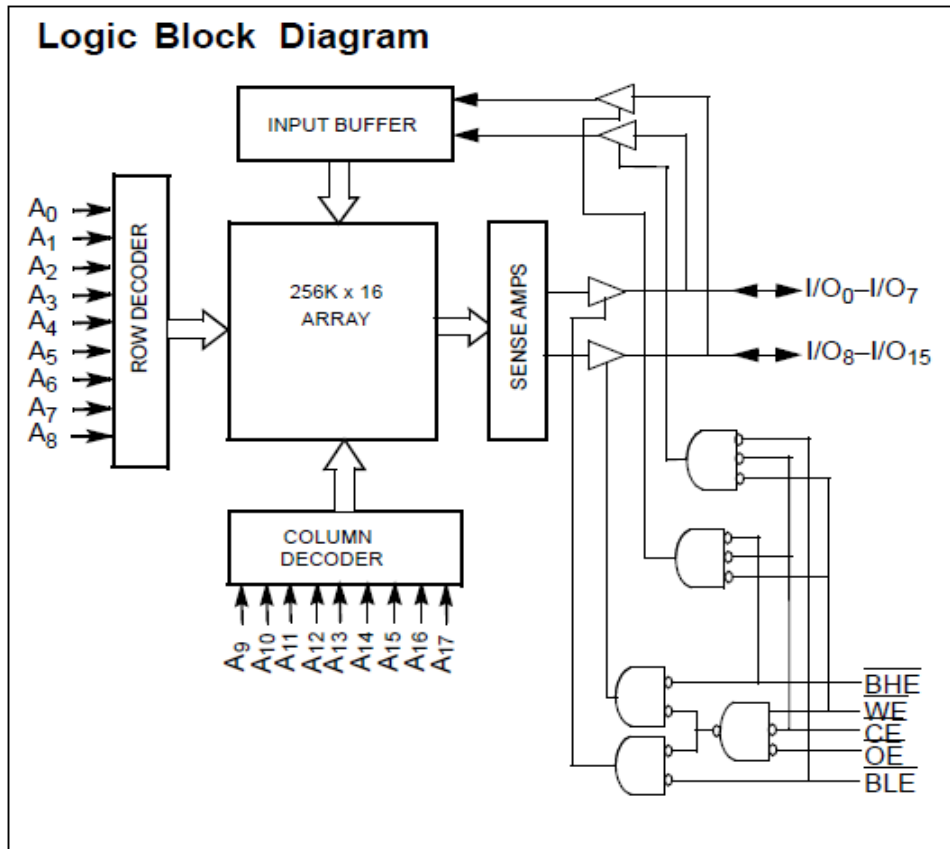 Logic Block Diagram
INPUT BUFFER
ROW DECODER
A0
A1
A2
A3
A4
A5
A6
A7
A8
256K x 16
ARRAY
SENSE AMPS
I/O0–I/O7
I/O8–I/O15
COLUMN
DECODER
A9
A10
A11
A12
A13
A14
A15
A16
A17
BHE
WE
CE
OE
BLE